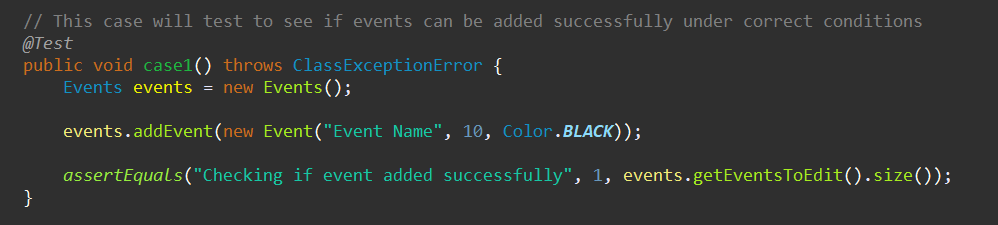 // This case will test to see if events can be added successfully under correct conditions
@Test
public void case1() throws ClassExceptionError {
    Events events = new Events();
    events.addEvent(new Event("Event Name", 10, Color.BLACK));
    assertEquals("Checking if event added successfully", 1, events.getEventsToEdit().size());
}